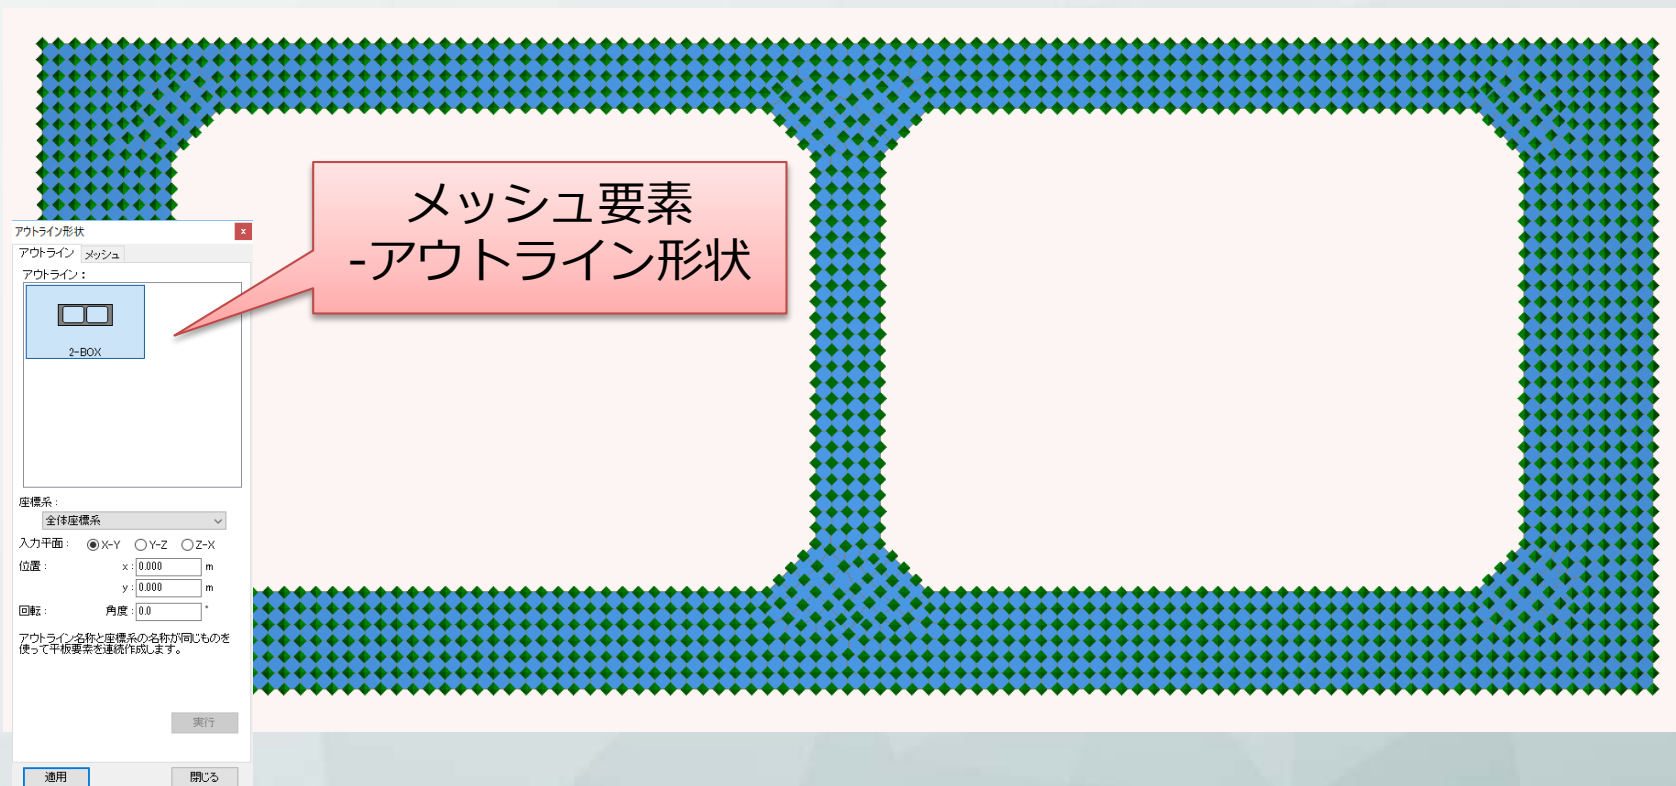 メッシュ要素
-アウトライン形状
アウトライン形状
x
アウトライン
メッシュ
アウトライン：
2-BOX
座標系 :
全体座標系
入力平面 : X-Y Y-Z Z-X
位置 : x : 0.000 m
y : 0.000 m
回転 : 角度 : 0.0 °
アウトライン名称と座標系の名称が同じものを
使って平板要素を連続作成します。
実行
適用
閉じる